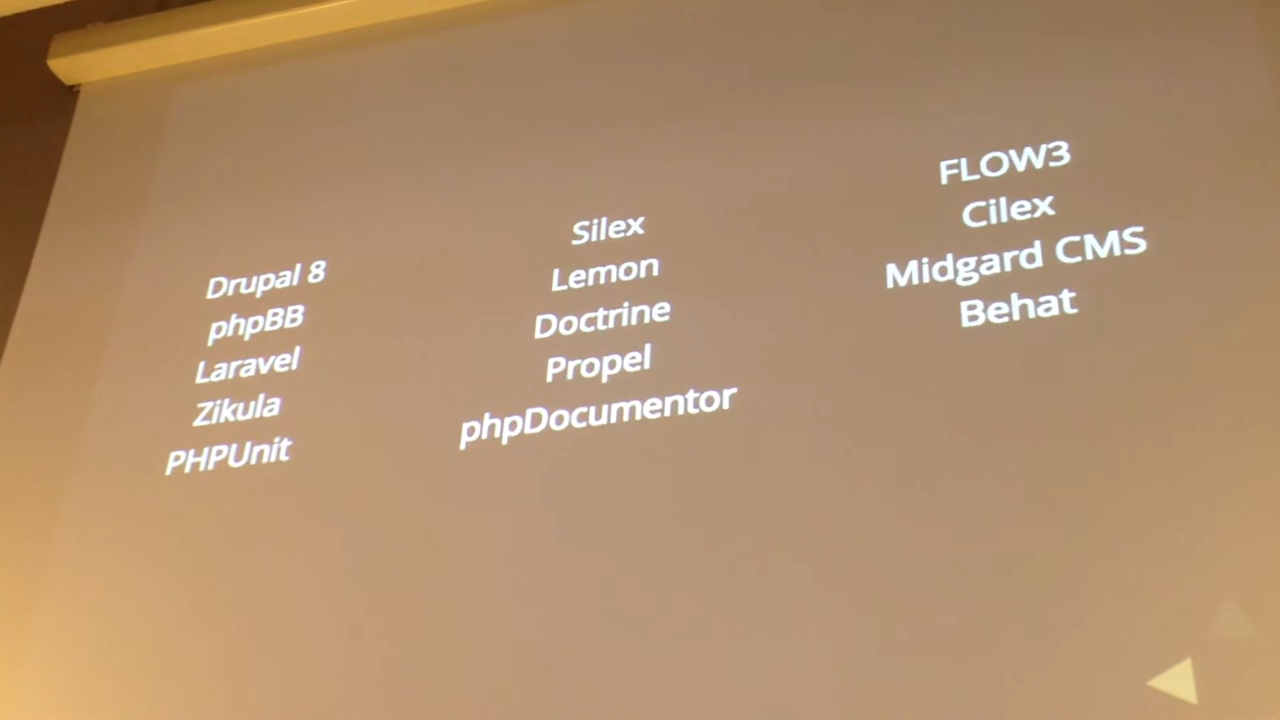 Drupal 8
phpBB
Laravel
Zikula
PHPUnit
Silex
Lemon
Doctrine
Propel
phpDocumentor
FLOW3
Cilex
Midgard CMS
Behat